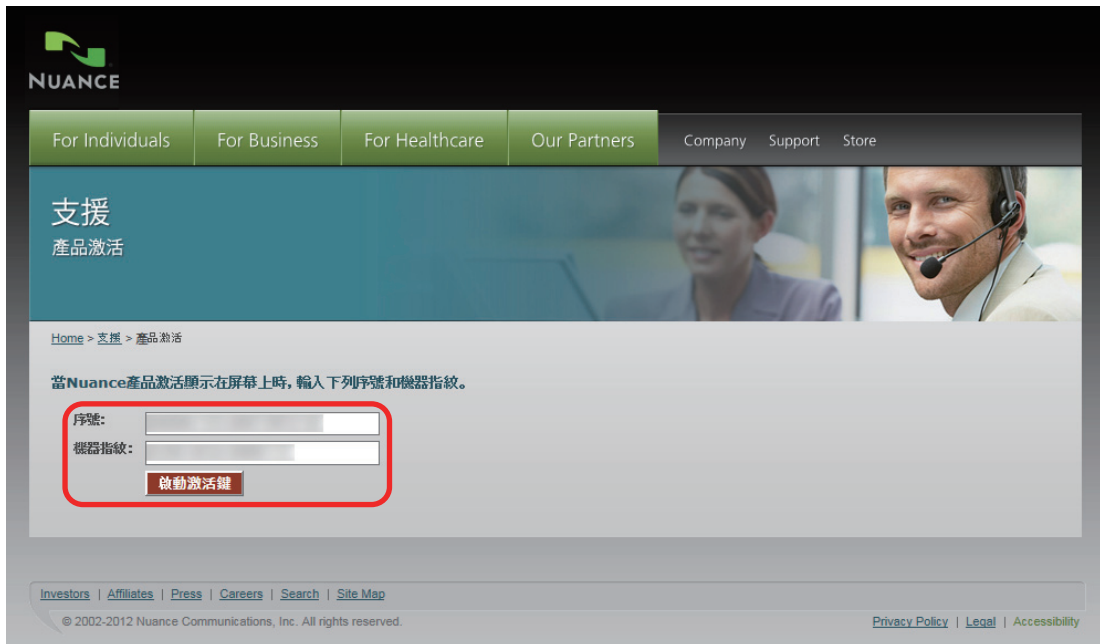 NUANCE
For Individuals For Business For Healthcare Our Partners Company Support Store
支援
產品激活
Home > 支援 > 產品激活
當Nuance產品激活顯示在屏幕上時,輸入下列序號和機器指紋。
序號:
機器指紋:
啟動激活鍵
Investors | Affiliates | Press | Careers | Search | Site Map
© 2002-2012 Nuance Communications, Inc. All rights reserved. Privacy Policy | Legal | Accessibility